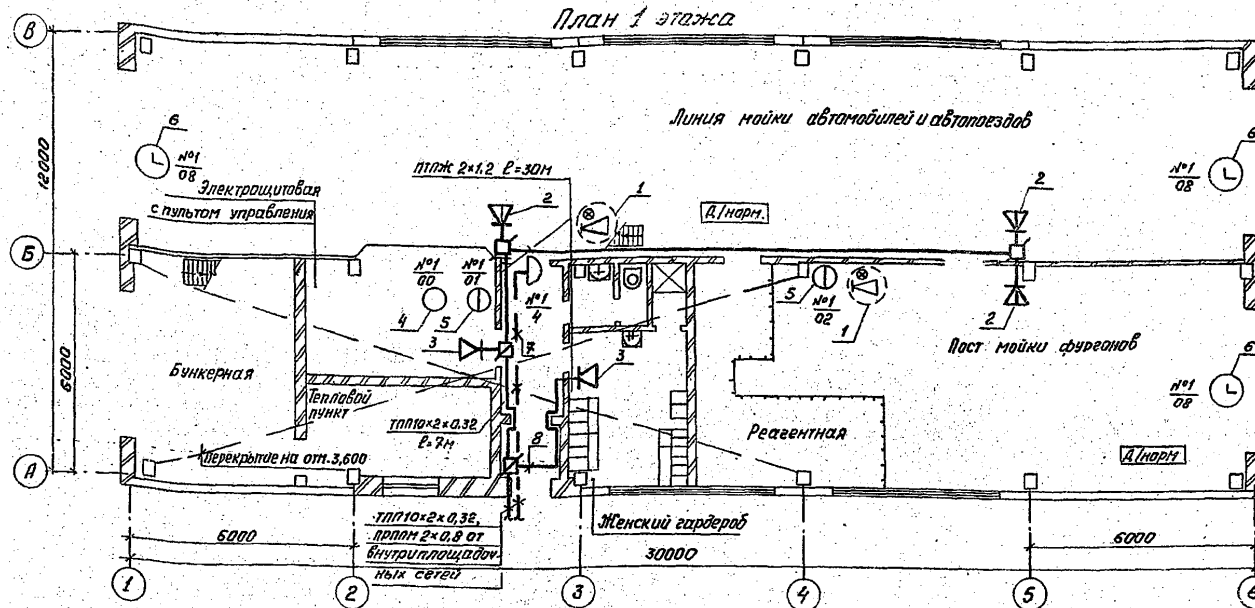 План 1 этажа
В
Линия мойки автомобилей и автопоездов
6
№1
08
6
№1
08
12000
ПТПЖ 2×1.2 ℓ=30м
Электрощитовая
с пультом управления
2
1
2
Д/норм.
Б
№1
00
№1
01
4
5
№1
4
5
№1
02
1
2
3
7
3
Пост мойки фургонов
6
№1
08
6000
Бункерная
Тепловой
пункт
ТПП10×2×0.32
ℓ=7м
8
Реагентная
Перекрытие на отм.3,600
Д/норм
А
ТПП10×2×0,32,
ПРППМ 2×0.8 от
внутриплощадоч-
ных сетей
Женский гардероб
6000
30000
6000
1
2
3
4
5